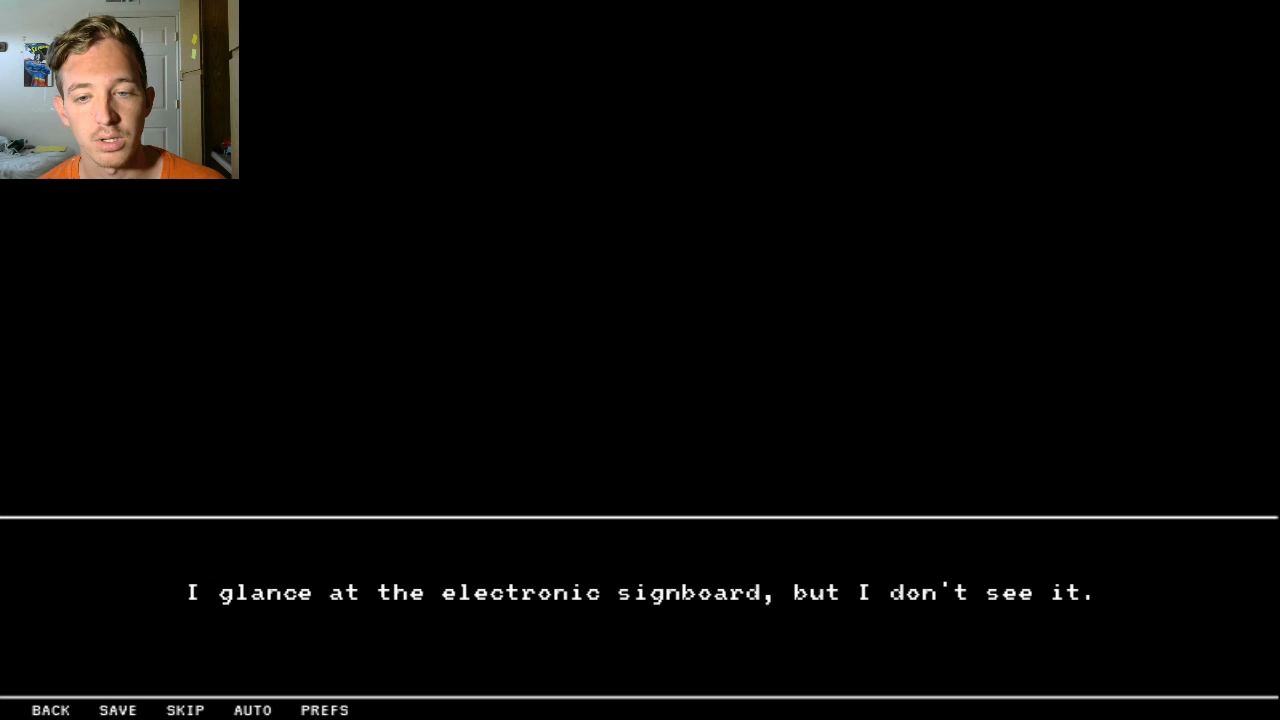 I glance at the electronic signboard, but I don't see it.
BACK SAVE SKIP AUTO PREFS